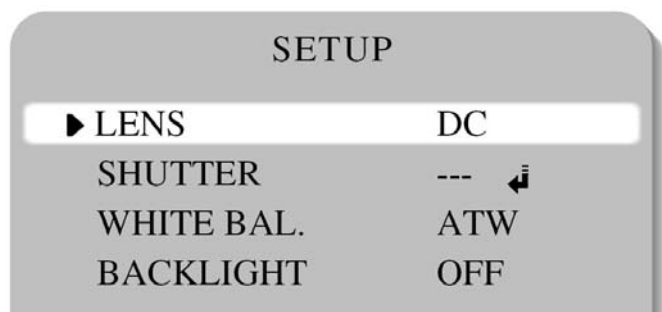 SETUP
LENS DC
SHUTTER ---
WHITE BAL. ATW
BACKLIGHT OFF